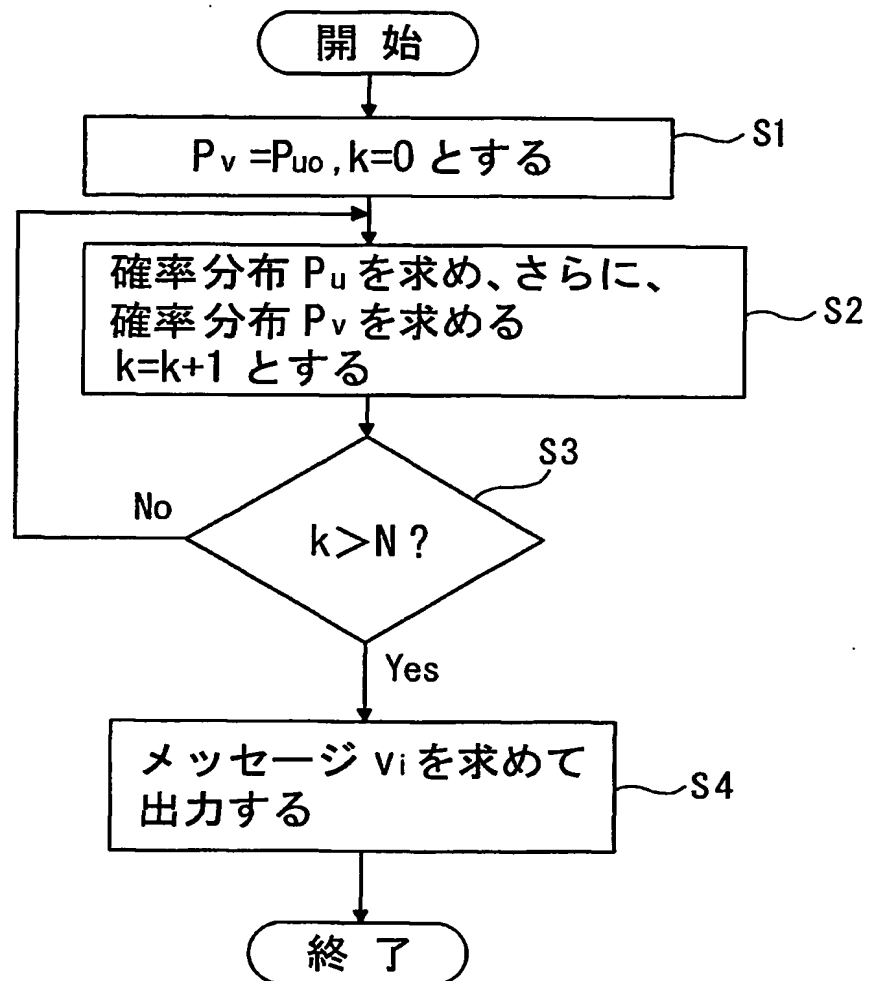 開始
Pv=Puo,k=0 とする
S1
確率分布 Pu を求め、さらに、
確率分布 Pv を求める
k=k+1 とする
S2
S3
k>N?
No
Yes
メッセージ vi を求めて
出力する
S4
終了